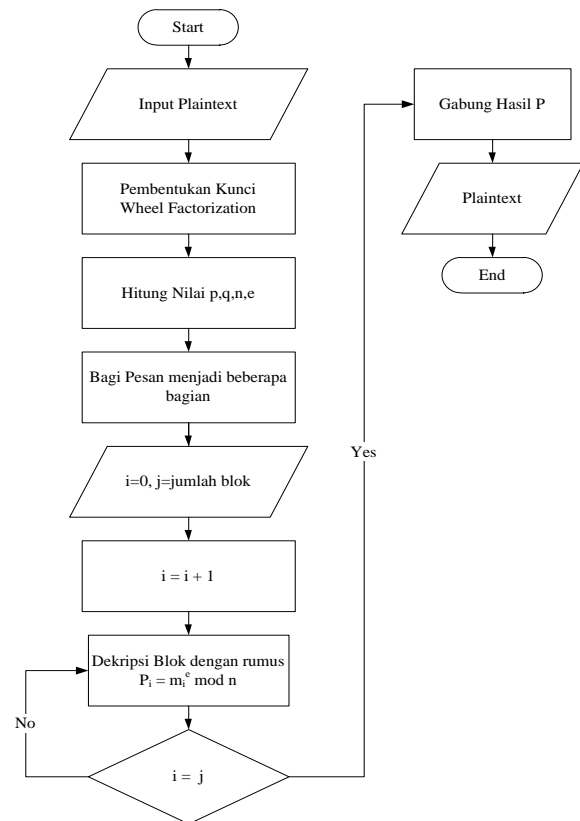 Start
Input Plaintext
Pembentukan Kunci
Wheel Factorization
Hitung Nilai p,q,n,e
Bagi Pesan menjadi beberapa
bagian
i=0, j=jumlah blok
i = i + 1
Dekripsi Blok dengan rumus
Pᵢ = mᵢᵉ mod n
No
i = j
Yes
Gabung Hasil P
Plaintext
End